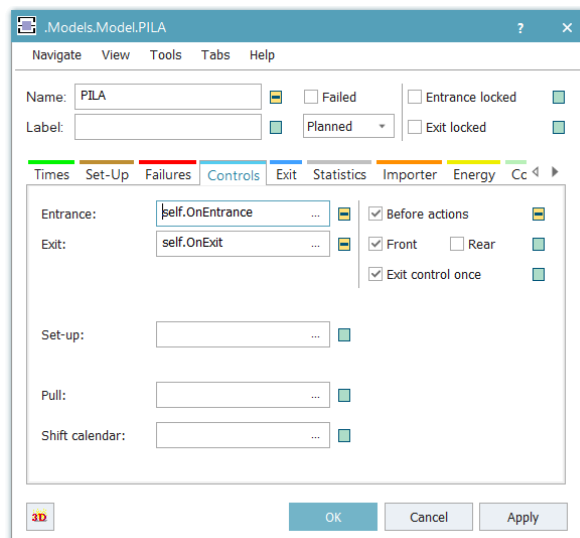 .Models.Model.PILA ? ×
Navigate View Tools Tabs Help
Name: PILA Failed Entrance locked
Label: Planned Exit locked
Times Set-Up Failures Controls Exit Statistics Importer Energy Cc
Entrance: self.OnEntrance ... Before actions
Exit: self.OnExit ... Front Rear
Exit control once
Set-up: ...
Pull: ...
Shift calendar: ...
3D OK Cancel Apply